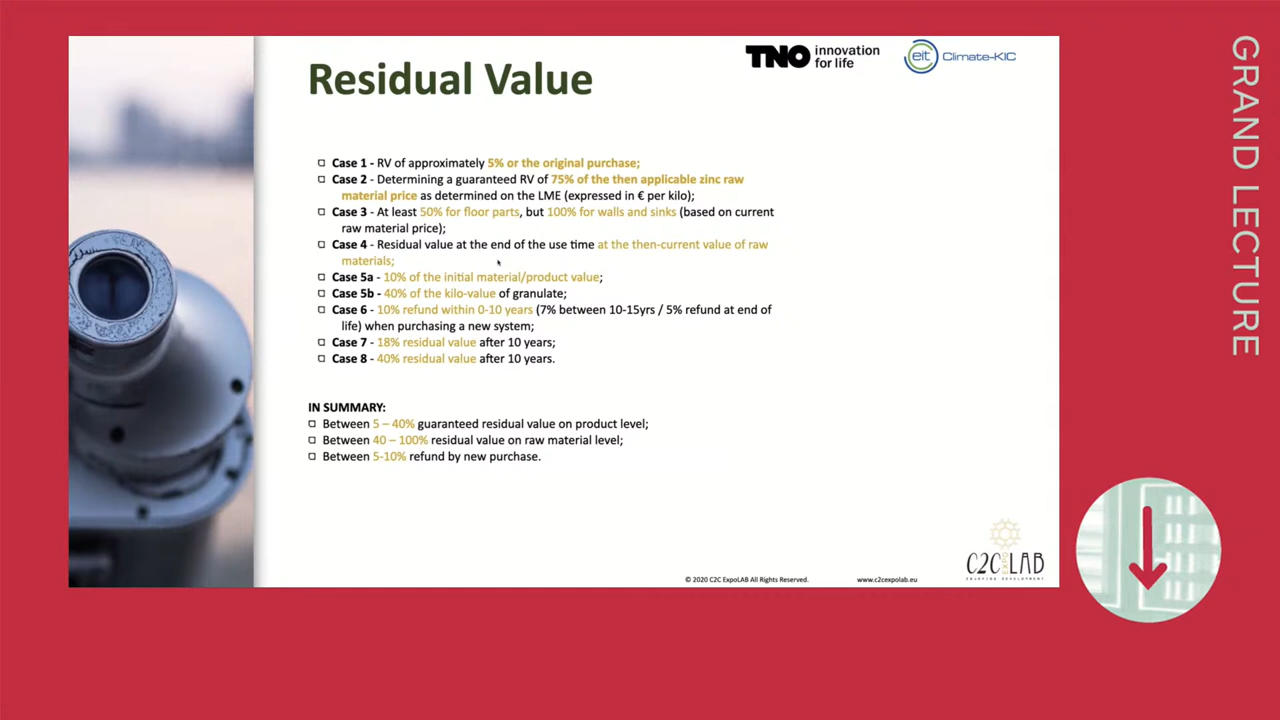 TNO innovation
for life
eit Climate-KIC
Residual Value
Case 1 - RV of approximately 5% or the original purchase;
Case 2 - Determining a guaranteed RV of 75% of the then applicable zinc raw
material price as determined on the LME (expressed in € per kilo);
Case 3 - At least 50% for floor parts, but 100% for walls and sinks (based on current
raw material price);
Case 4 - Residual value at the end of the use time at the then-current value of raw
materials;
Case 5a - 10% of the initial material/product value;
Case 5b - 40% of the kilo-value of granulate;
Case 6 - 10% refund within 0-10 years (7% between 10-15yrs / 5% refund at end of
life) when purchasing a new system;
Case 7 - 18% residual value after 10 years;
Case 8 - 40% residual value after 10 years.
IN SUMMARY:
Between 5 – 40% guaranteed residual value on product level;
Between 40 – 100% residual value on raw material level;
Between 5-10% refund by new purchase.
© 2020 C2C ExpoLAB All Rights Reserved.
www.c2cexpolab.eu
C2C EXPO LAB
GRAND LECTURE